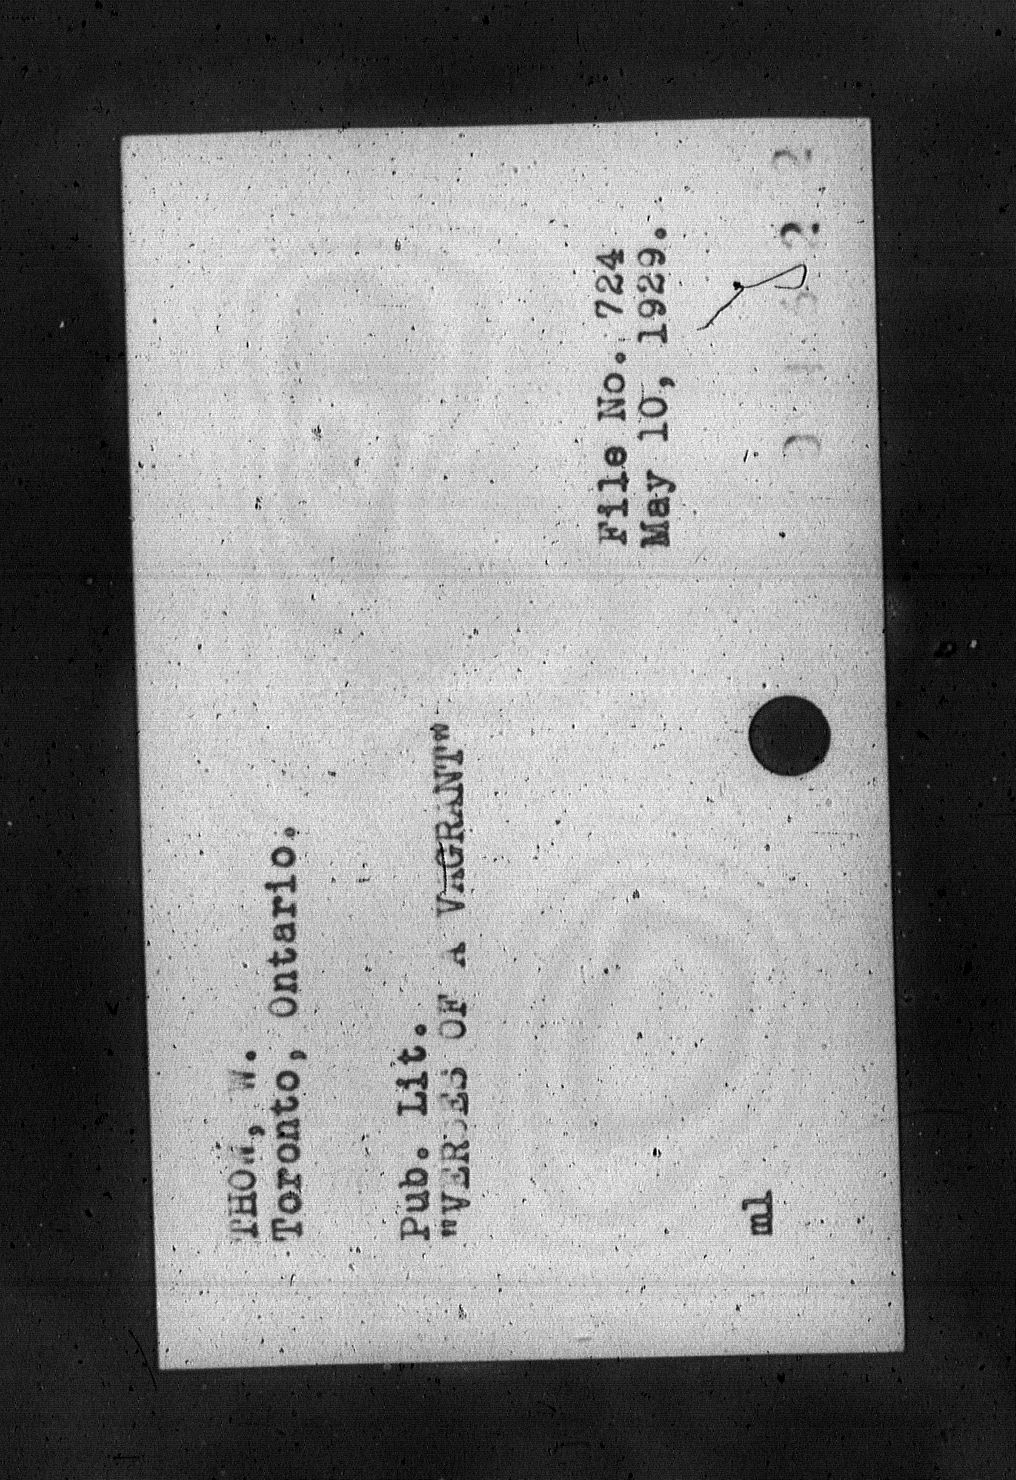 THOM, W.
Toronto, Ontario.
Pub. Lit.
"VERSES OF A VAGRANT"
File No. 724
May 10, 1929.
ml